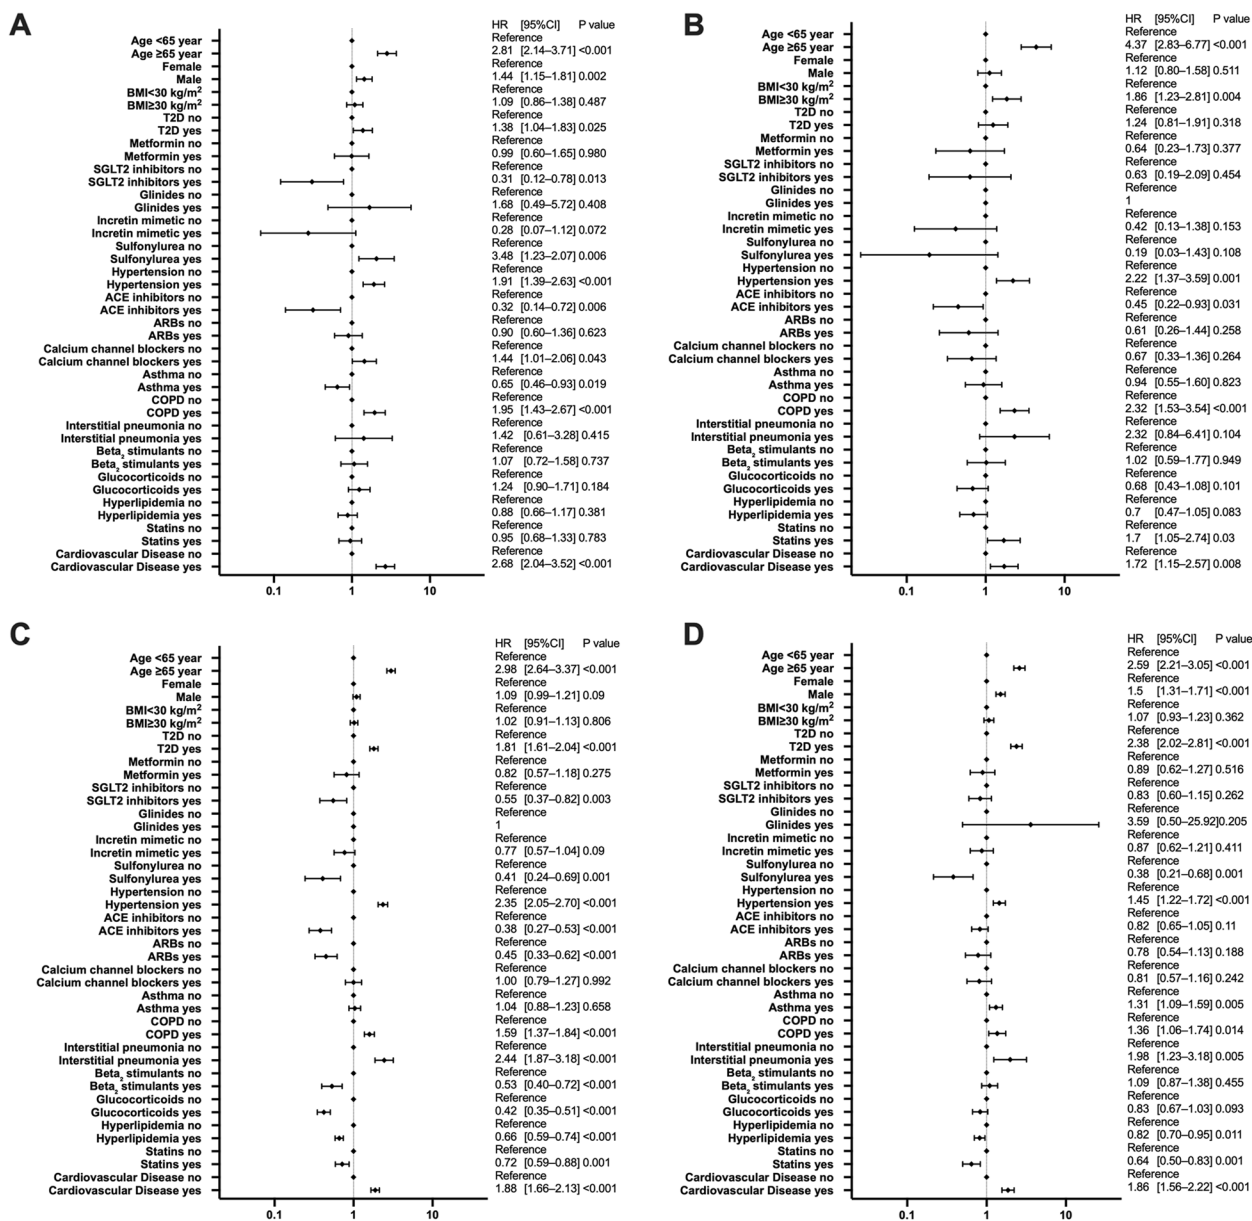 A
HR [95%CI] P value
Age <65 year Reference
Age ≥65 year 2.81 [2.14–3.71] <0.001
Female Reference
Male 1.44 [1.15–1.81] 0.002
BMI<30 kg/m² Reference
BMI≥30 kg/m² 1.09 [0.86–1.38] 0.487
T2D no Reference
T2D yes 1.38 [1.04–1.83] 0.025
Metformin no Reference
Metformin yes 0.99 [0.60–1.65] 0.980
SGLT2 inhibitors no Reference
SGLT2 inhibitors yes 0.31 [0.12–0.78] 0.013
Glinides no Reference
Glinides yes 1.68 [0.49–5.72] 0.408
Incretin mimetic no Reference
Incretin mimetic yes 0.28 [0.07–1.12] 0.072
Sulfonylurea no Reference
Sulfonylurea yes 3.48 [1.23–2.07] 0.006
Hypertension no Reference
Hypertension yes 1.91 [1.39–2.63] <0.001
ACE inhibitors no Reference
ACE inhibitors yes 0.32 [0.14–0.72] 0.006
ARBs no Reference
ARBs yes 0.90 [0.60–1.36] 0.623
Calcium channel blockers no Reference
Calcium channel blockers yes 1.44 [1.01–2.06] 0.043
Asthma no Reference
Asthma yes 0.65 [0.46–0.93] 0.019
COPD no Reference
COPD yes 1.95 [1.43–2.67] <0.001
Interstitial pneumonia no Reference
Interstitial pneumonia yes 1.42 [0.61–3.28] 0.415
Beta₂ stimulants no Reference
Beta₂ stimulants yes 1.07 [0.72–1.58] 0.737
Glucocorticoids no Reference
Glucocorticoids yes 1.24 [0.90–1.71] 0.184
Hyperlipidemia no Reference
Hyperlipidemia yes 0.88 [0.66–1.17] 0.381
Statins no Reference
Statins yes 0.95 [0.68–1.33] 0.783
Cardiovascular Disease no Reference
Cardiovascular Disease yes 2.68 [2.04–3.52] <0.001
0.1 1 10
B
HR [95%CI] P value
Age <65 year Reference
Age ≥65 year 4.37 [2.83–6.77] <0.001
Female Reference
Male 1.12 [0.80–1.58] 0.511
BMI<30 kg/m² Reference
BMI≥30 kg/m² 1.86 [1.23–2.81] 0.004
T2D no Reference
T2D yes 1.24 [0.81–1.91] 0.318
Metformin no Reference
Metformin yes 0.64 [0.23–1.73] 0.377
SGLT2 inhibitors no Reference
SGLT2 inhibitors yes 0.63 [0.19–2.09] 0.454
Glinides no Reference
Glinides yes 1
Incretin mimetic no Reference
Incretin mimetic yes 0.42 [0.13–1.38] 0.153
Sulfonylurea no Reference
Sulfonylurea yes 0.19 [0.03–1.43] 0.108
Hypertension no Reference
Hypertension yes 2.22 [1.37–3.59] 0.001
ACE inhibitors no Reference
ACE inhibitors yes 0.45 [0.22–0.93] 0.031
ARBs no Reference
ARBs yes 0.61 [0.26–1.44] 0.258
Calcium channel blockers no Reference
Calcium channel blockers yes 0.67 [0.33–1.36] 0.264
Asthma no Reference
Asthma yes 0.94 [0.55–1.60] 0.823
COPD no Reference
COPD yes 2.32 [1.53–3.54] <0.001
Interstitial pneumonia no Reference
Interstitial pneumonia yes 2.32 [0.84–6.41] 0.104
Beta₂ stimulants no Reference
Beta₂ stimulants yes 1.02 [0.59–1.77] 0.949
Glucocorticoids no Reference
Glucocorticoids yes 0.68 [0.43–1.08] 0.101
Hyperlipidemia no Reference
Hyperlipidemia yes 0.7 [0.47–1.05] 0.083
Statins no Reference
Statins yes 1.7 [1.05–2.74] 0.03
Cardiovascular Disease no Reference
Cardiovascular Disease yes 1.72 [1.15–2.57] 0.008
0.1 1 10
C
HR [95%CI] P value
Age <65 year Reference
Age ≥65 year 2.98 [2.64–3.37] <0.001
Female Reference
Male 1.09 [0.99–1.21] 0.09
BMI<30 kg/m² Reference
BMI≥30 kg/m² 1.02 [0.91–1.13] 0.806
T2D no Reference
T2D yes 1.81 [1.61–2.04] <0.001
Metformin no Reference
Metformin yes 0.82 [0.57–1.18] 0.275
SGLT2 inhibitors no Reference
SGLT2 inhibitors yes 0.55 [0.37–0.82] 0.003
Glinides no Reference
Glinides yes 1
Incretin mimetic no Reference
Incretin mimetic yes 0.77 [0.57–1.04] 0.09
Sulfonylurea no Reference
Sulfonylurea yes 0.41 [0.24–0.69] 0.001
Hypertension no Reference
Hypertension yes 2.35 [2.05–2.70] <0.001
ACE inhibitors no Reference
ACE inhibitors yes 0.38 [0.27–0.53] <0.001
ARBs no Reference
ARBs yes 0.45 [0.33–0.62] <0.001
Calcium channel blockers no Reference
Calcium channel blockers yes 1.00 [0.79–1.27] 0.992
Asthma no Reference
Asthma yes 1.04 [0.88–1.23] 0.658
COPD no Reference
COPD yes 1.59 [1.37–1.84] <0.001
Interstitial pneumonia no Reference
Interstitial pneumonia yes 2.44 [1.87–3.18] <0.001
Beta₂ stimulants no Reference
Beta₂ stimulants yes 0.53 [0.40–0.72] <0.001
Glucocorticoids no Reference
Glucocorticoids yes 0.42 [0.35–0.51] <0.001
Hyperlipidemia no Reference
Hyperlipidemia yes 0.66 [0.59–0.74] <0.001
Statins no Reference
Statins yes 0.72 [0.59–0.88] 0.001
Cardiovascular Disease no Reference
Cardiovascular Disease yes 1.88 [1.66–2.13] <0.001
0.1 1 10
D
HR [95%CI] P value
Age <65 year Reference
Age ≥65 year 2.59 [2.21–3.05] <0.001
Female Reference
Male 1.5 [1.31–1.71] <0.001
BMI<30 kg/m² Reference
BMI≥30 kg/m² 1.07 [0.93–1.23] 0.362
T2D no Reference
T2D yes 2.38 [2.02–2.81] <0.001
Metformin no Reference
Metformin yes 0.89 [0.62–1.27] 0.516
SGLT2 inhibitors no Reference
SGLT2 inhibitors yes 0.83 [0.60–1.15] 0.262
Glinides no Reference
Glinides yes 3.59 [0.50–25.92]0.205
Incretin mimetic no Reference
Incretin mimetic yes 0.87 [0.62–1.21] 0.411
Sulfonylurea no Reference
Sulfonylurea yes 0.38 [0.21–0.68] 0.001
Hypertension no Reference
Hypertension yes 1.45 [1.22–1.72] <0.001
ACE inhibitors no Reference
ACE inhibitors yes 0.82 [0.65–1.05] 0.11
ARBs no Reference
ARBs yes 0.78 [0.54–1.13] 0.188
Calcium channel blockers no Reference
Calcium channel blockers yes 0.81 [0.57–1.16] 0.242
Asthma no Reference
Asthma yes 1.31 [1.09–1.59] 0.005
COPD no Reference
COPD yes 1.36 [1.06–1.74] 0.014
Interstitial pneumonia no Reference
Interstitial pneumonia yes 1.98 [1.23–3.18] 0.005
Beta₂ stimulants no Reference
Beta₂ stimulants yes 1.09 [0.87–1.38] 0.455
Glucocorticoids no Reference
Glucocorticoids yes 0.83 [0.67–1.03] 0.093
Hyperlipidemia no Reference
Hyperlipidemia yes 0.82 [0.70–0.95] 0.011
Statins no Reference
Statins yes 0.64 [0.50–0.83] 0.001
Cardiovascular Disease no Reference
Cardiovascular Disease yes 1.86 [1.56–2.22] <0.001
0.1 1 10